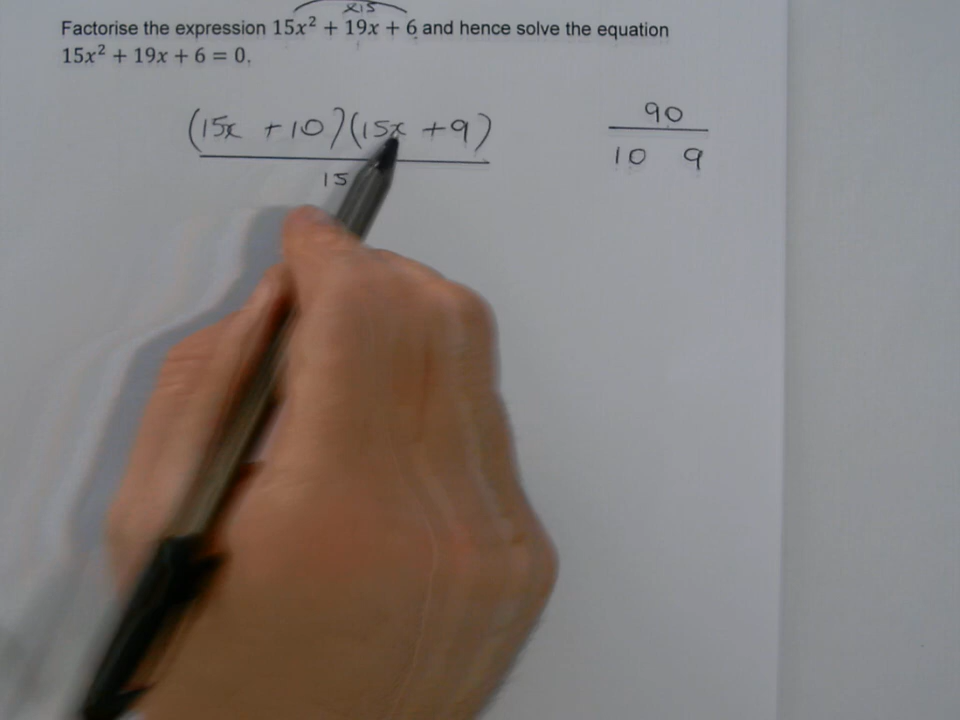 ×15
Factorise the expression 15x² + 19x + 6 and hence solve the equation
15x² + 19x + 6 = 0.
(15x + 10)(15x + 9)
15
90
10 9